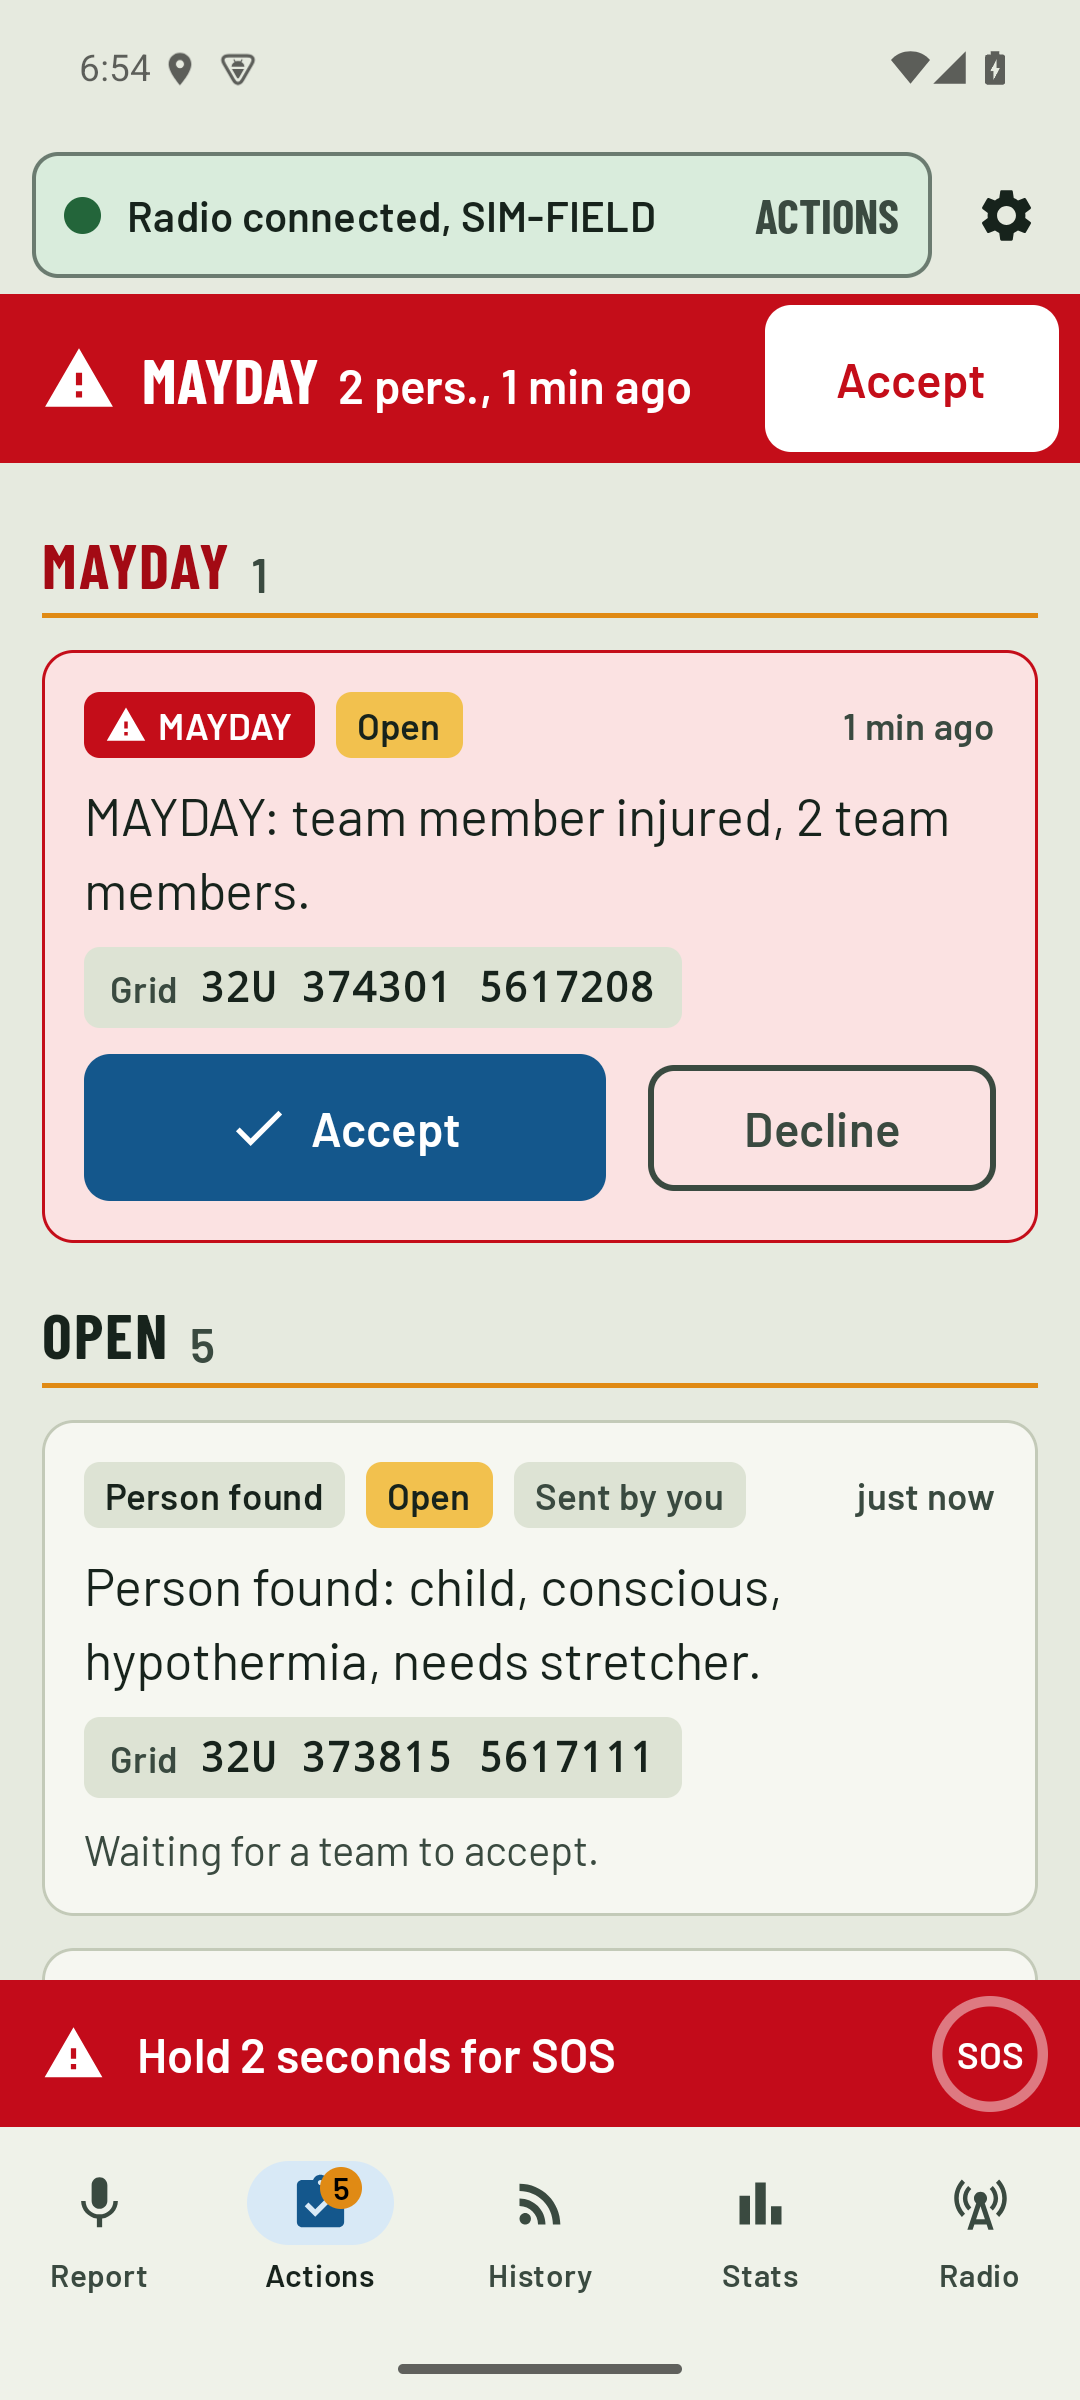 6:54
Radio connected, SIM-FIELD ACTIONS
MAYDAY 2 pers., 1 min ago Accept
MAYDAY 1
MAYDAY Open 1 min ago
MAYDAY: team member injured, 2 team
members.
Grid 32U 374301 5617208
Accept Decline
OPEN 5
Person found Open Sent by you just now
Person found: child, conscious,
hypothermia, needs stretcher.
Grid 32U 373815 5617111
Waiting for a team to accept.
Hold 2 seconds for SOS SOS
5
Report Actions History Stats Radio